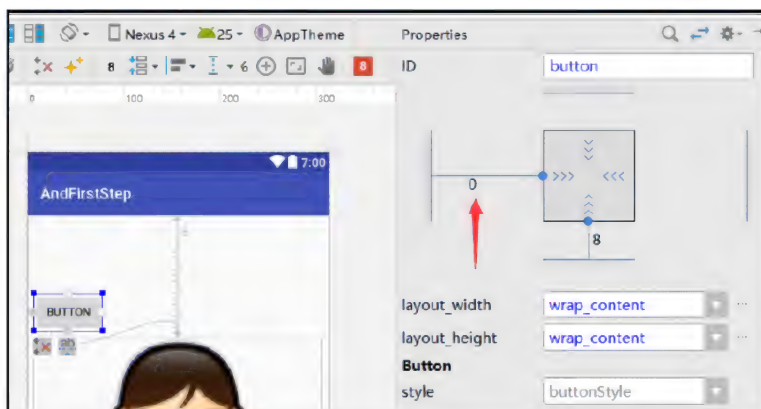 Nexus 4 25 AppTheme
Properties
8 6 8
ID button
0 100 200 300
7:00
AndFirstStep
0
8
BUTTON
layout_width wrap_content
layout_height wrap_content
Button
style buttonStyle